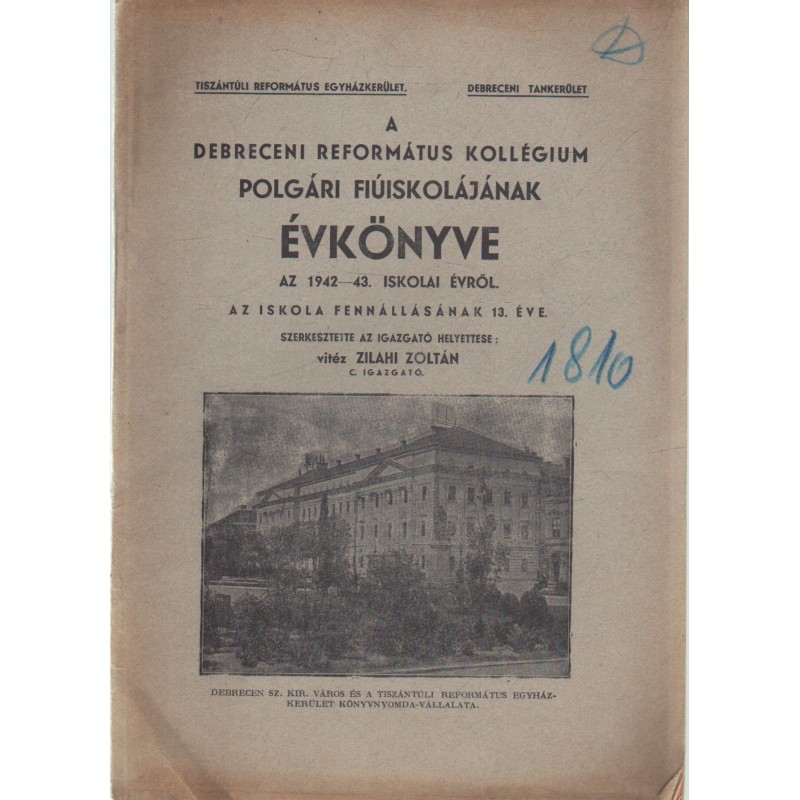 TISZÁNTÚLI REFORMÁTUS EGYHÁZKERÜLET. DEBRECENI TANKERÜLET
A
DEBRECENI REFORMÁTUS KOLLÉGIUM
POLGÁRI FIÚISKOLÁJÁNAK
ÉVKÖNYVE
AZ 1942—43. ISKOLAI ÉVRŐL.
AZ ISKOLA FENNÁLLÁSÁNAK 13. ÉVE.
SZERKESZTETTE AZ IGAZGATÓ HELYETTESE:
vitéz ZILAHI ZOLTÁN
C. IGAZGATÓ.
1810
DEBRECEN SZ. KIR. VÁROS ÉS A TISZÁNTÚLI REFORMÁTUS EGYHÁZ-
KERÜLET KÖNYVNYOMDA-VÁLLALATA.